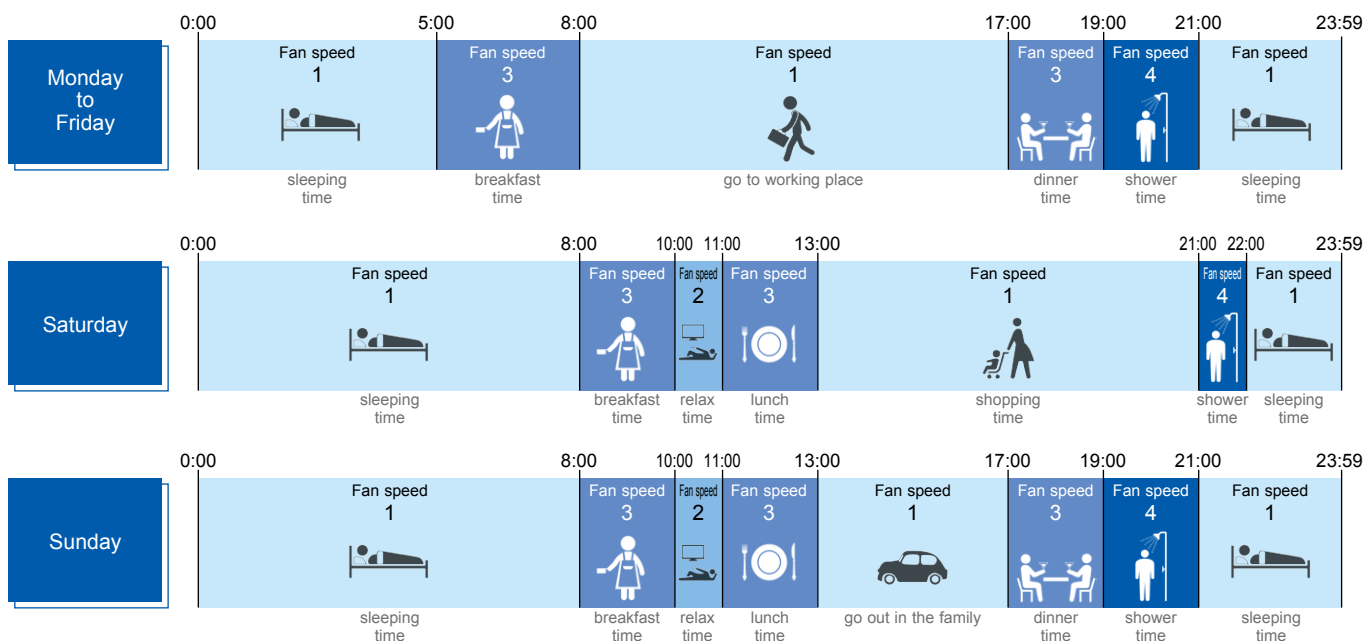 0:00 5:00 8:00 17:00 19:00 21:00 23:59
Monday
to
Friday
Fan speed
1
sleeping
time
Fan speed
3
breakfast
time
Fan speed
1
go to working place
Fan speed
3
dinner
time
Fan speed
4
shower
time
Fan speed
1
sleeping
time
0:00 8:00 10:00 11:00 13:00 21:00 22:00 23:59
Saturday
Fan speed
1
sleeping
time
Fan speed
3
breakfast
time
Fan speed
2
relax
time
Fan speed
3
lunch
time
Fan speed
1
shopping
time
Fan speed
4
shower
time
Fan speed
1
sleeping
time
0:00 8:00 10:00 11:00 13:00 17:00 19:00 21:00 23:59
Sunday
Fan speed
1
sleeping
time
Fan speed
3
breakfast
time
Fan speed
2
relax
time
Fan speed
3
lunch
time
Fan speed
1
go out in the family
Fan speed
3
dinner
time
Fan speed
4
shower
time
Fan speed
1
sleeping
time